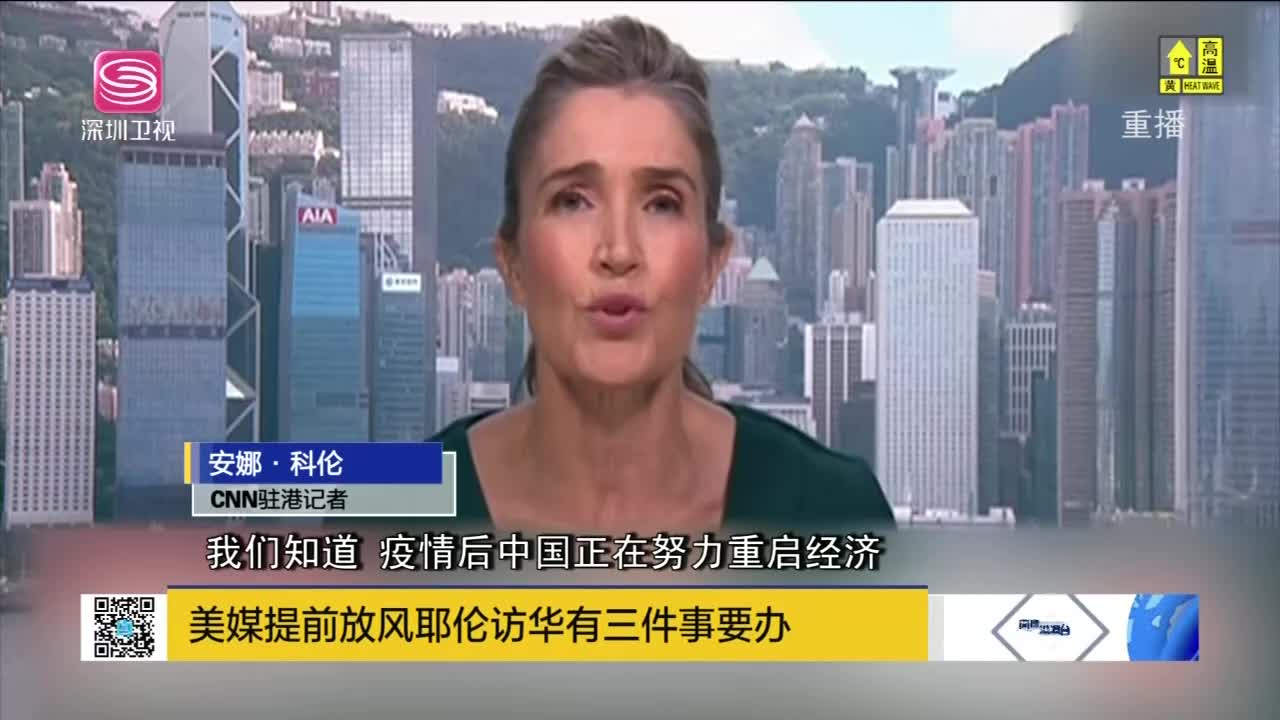 深圳卫视
℃
高温
黄
HEAT WAVE
重播
AIA
安娜·科伦
CNN驻港记者
我们知道 疫情后中国正在努力重启经济
美媒提前放风耶伦访华有三件事要办